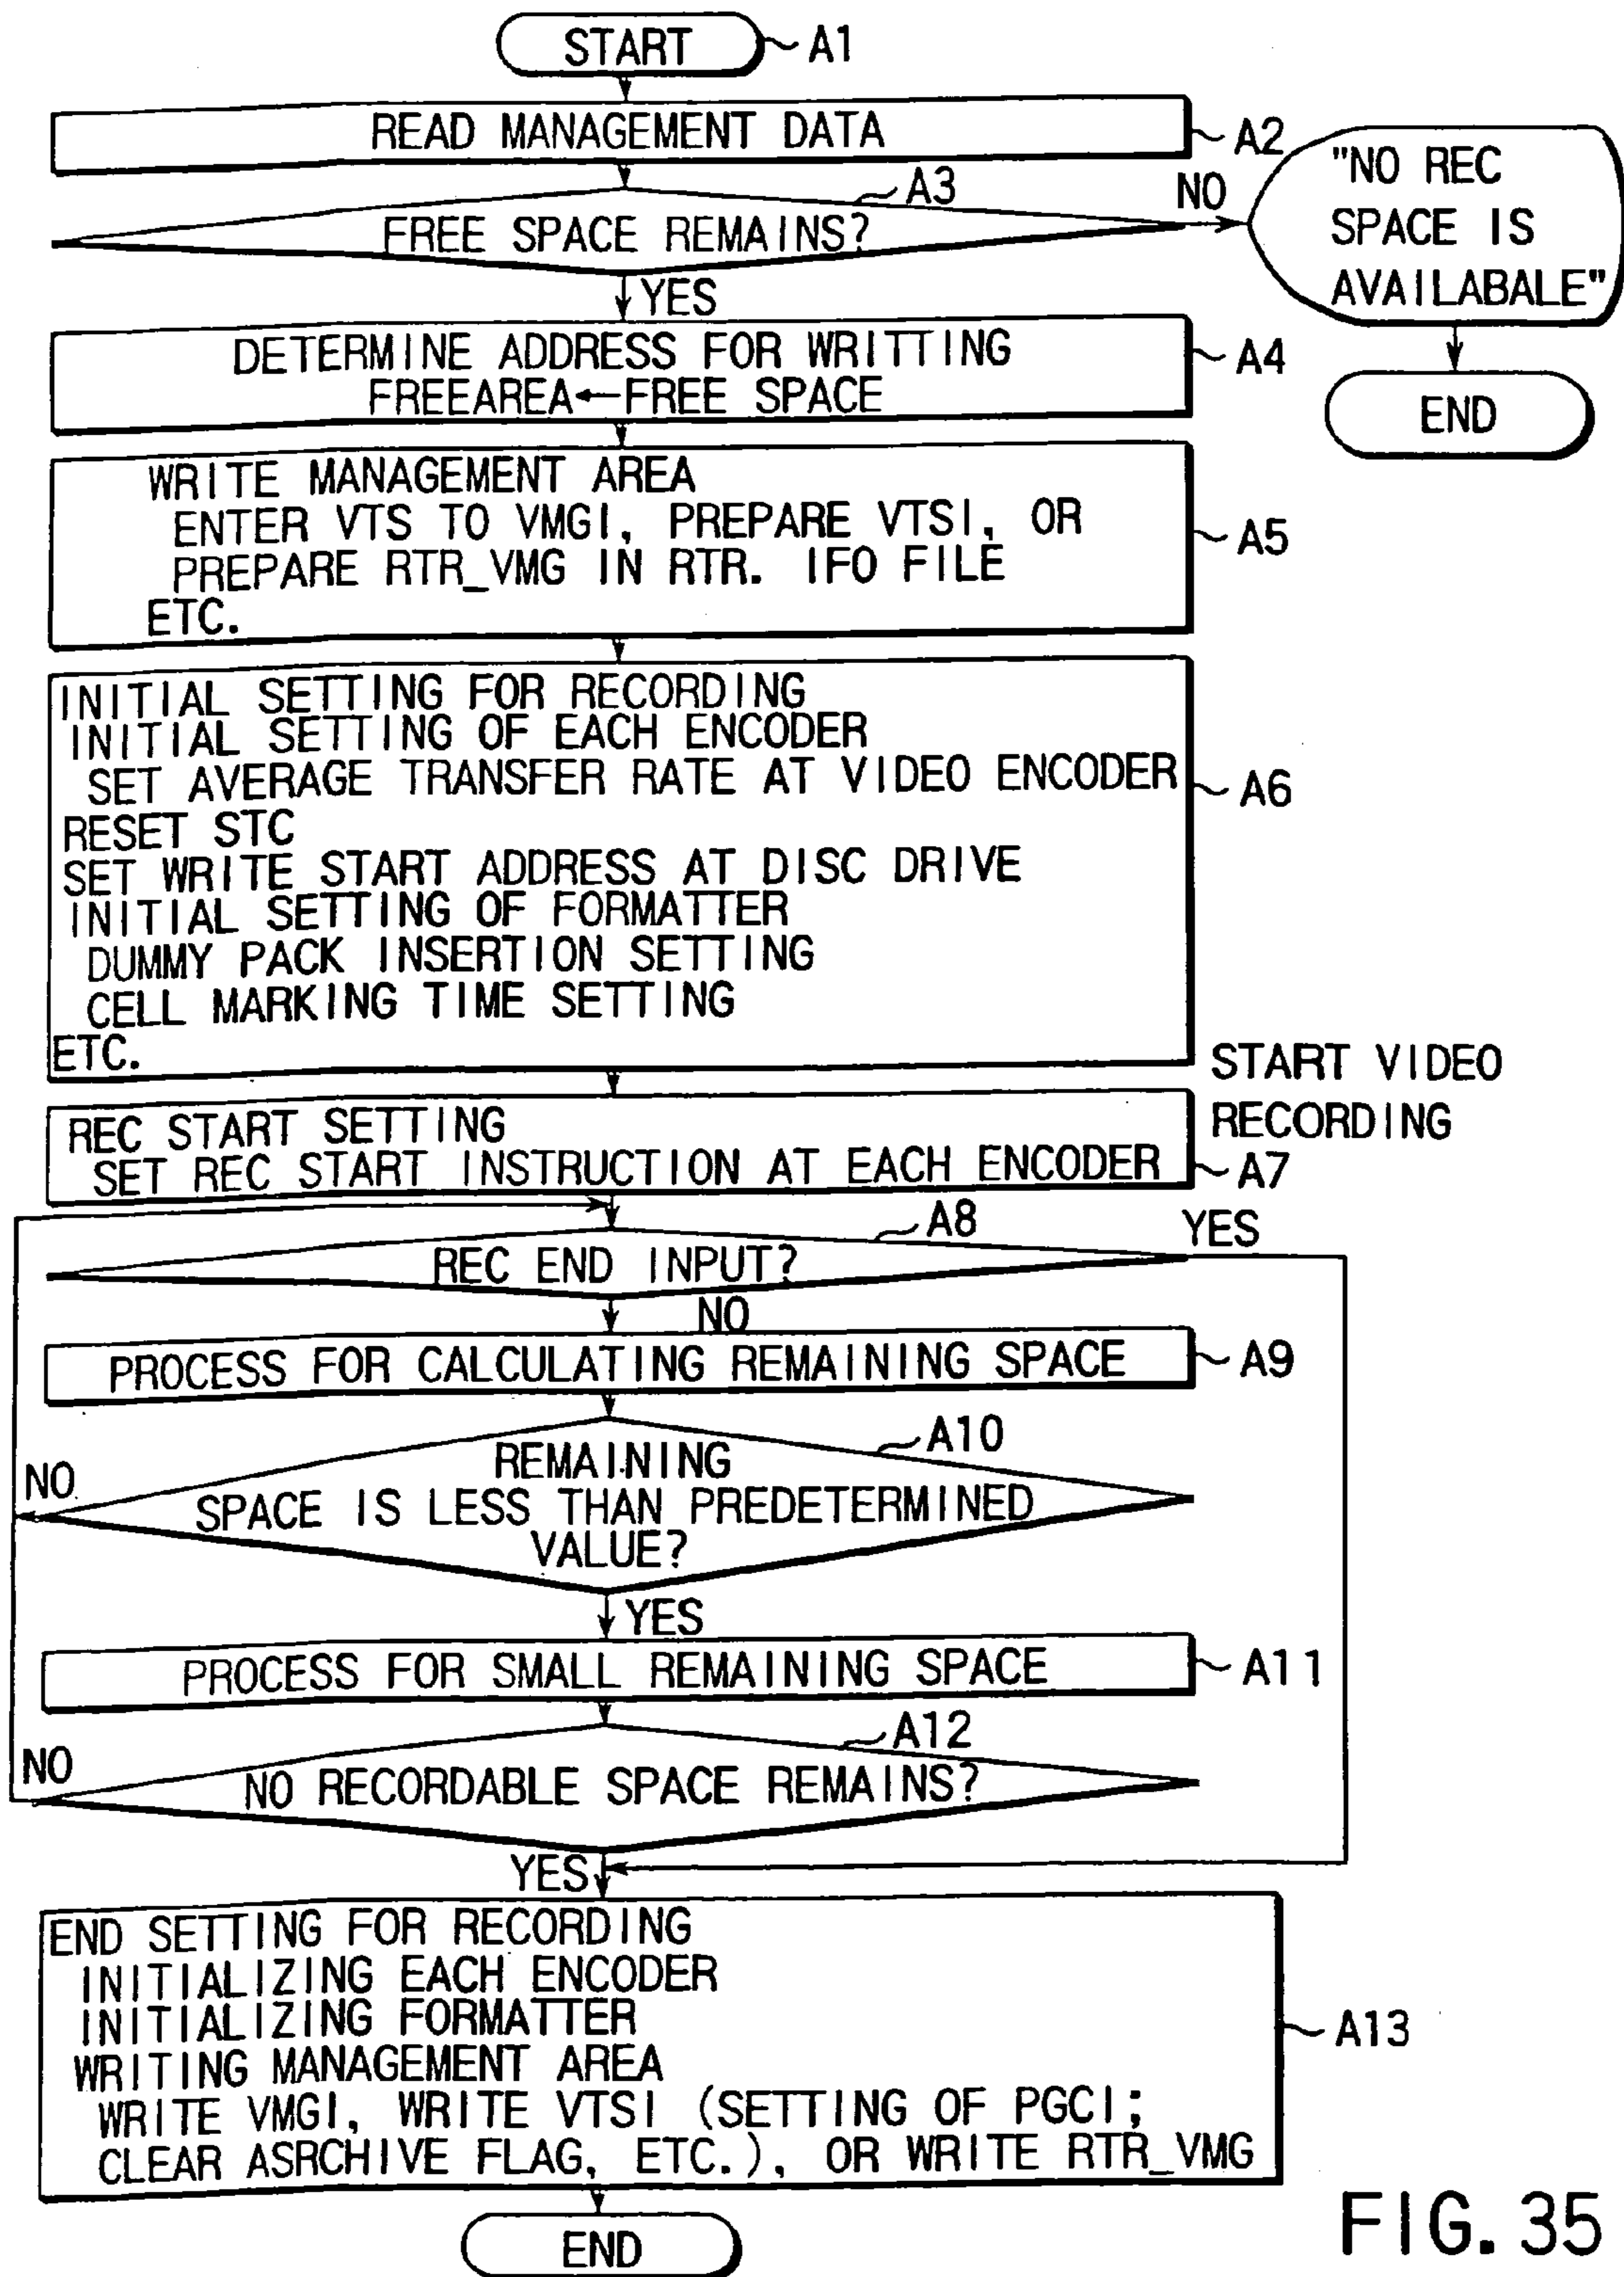 START
A1
READ MANAGEMENT DATA
A2
A3
FREE SPACE REMAINS?
NO
"NO REC
SPACE IS
AVAILABALE"
END
YES
DETERMINE ADDRESS FOR WRITTING
FREEAREA←FREE SPACE
A4
WRITE MANAGEMENT AREA
ENTER VTS TO VMGI, PREPARE VTSI, OR
PREPARE RTR_VMG IN RTR. IFO FILE
ETC.
A5
INITIAL SETTING FOR RECORDING
INITIAL SETTING OF EACH ENCODER
SET AVERAGE TRANSFER RATE AT VIDEO ENCODER
RESET STC
SET WRITE START ADDRESS AT DISC DRIVE
INITIAL SETTING OF FORMATTER
DUMMY PACK INSERTION SETTING
CELL MARKING TIME SETTING
ETC.
A6
START VIDEO
RECORDING
REC START SETTING
SET REC START INSTRUCTION AT EACH ENCODER
A7
A8
YES
REC END INPUT?
NO
PROCESS FOR CALCULATING REMAINING SPACE
A9
A10
NO
REMAINING
SPACE IS LESS THAN PREDETERMINED
VALUE?
YES
PROCESS FOR SMALL REMAINING SPACE
A11
A12
NO
NO RECORDABLE SPACE REMAINS?
YES
END SETTING FOR RECORDING
INITIALIZING EACH ENCODER
INITIALIZING FORMATTER
WRITING MANAGEMENT AREA
WRITE VMGI, WRITE VTSI (SETTING OF PGCI;
CLEAR ASRCHIVE FLAG, ETC.), OR WRITE RTR_VMG
A13
END
FIG. 35